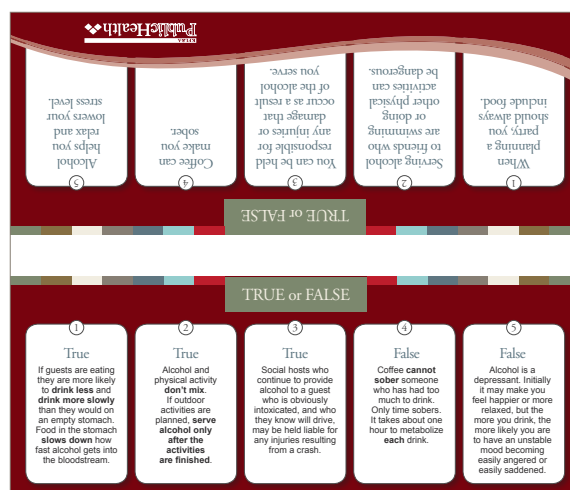 TRUE or FALSE
1
When
planning a
party, you
should always
include food.
2
Serving alcohol
to friends who
are swimming
or doing
other physical
activities can
be dangerous.
3
You can be held
responsible for
any injuries or
damage that
occur as a result
of the alcohol
you serve.
4
Coffee can
make you
sober.
5
Alcohol
helps you
relax and
lowers your
stress level.
PublicHealth
TRUE or FALSE
1
True
If guests are eating
they are more likely
to drink less and
drink more slowly
than they would on
an empty stomach.
Food in the stomach
slows down how
fast alcohol gets into
the bloodstream.
2
True
Alcohol and
physical activity
don't mix.
If outdoor
activities are
planned, serve
alcohol only
after the
activities
are finished.
3
True
Social hosts who
continue to provide
alcohol to a guest
who is obviously
intoxicated, and who
they know will drive,
may be held liable for
any injuries resulting
from a crash.
4
False
Coffee cannot
sober someone
who has had too
much to drink.
Only time sobers.
It takes about one
hour to metabolize
each drink.
5
False
Alcohol is a
depressant. Initially
it may make you
feel happier or more
relaxed, but the
more you drink, the
more likely you are
to have an unstable
mood becoming
easily angered or
easily saddened.